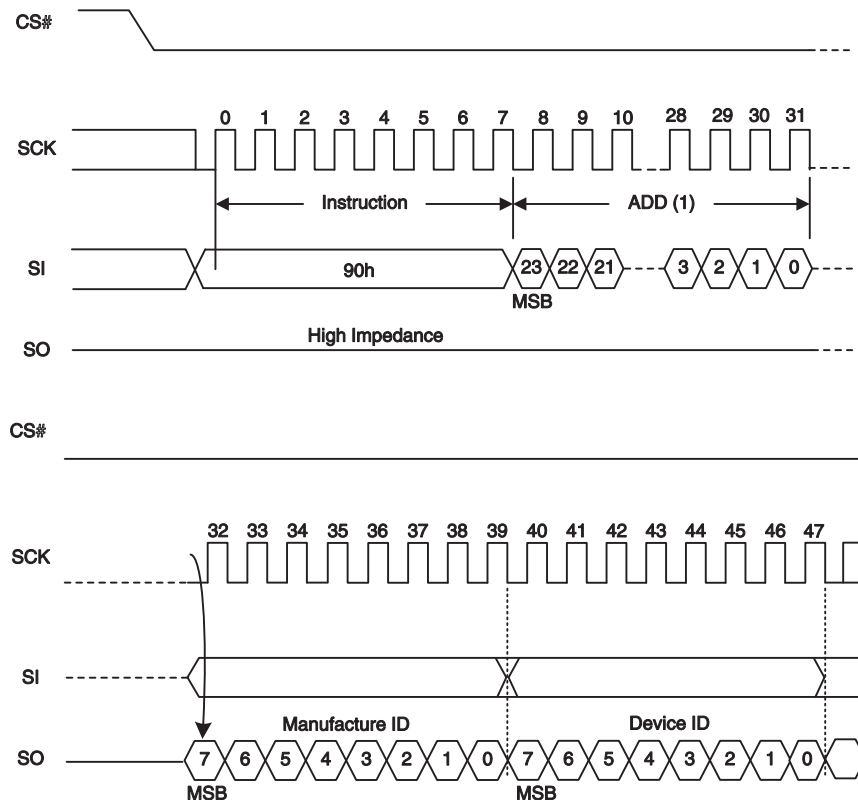 CS#
0 1 2 3 4 5 6 7 8 9 10 28 29 30 31
SCK
Instruction ADD (1)
SI 90h 23 22 21 3 2 1 0
MSB
High Impedance
SO
CS#
32 33 34 35 36 37 38 39 40 41 42 43 44 45 46 47
SCK
SI
Manufacture ID Device ID
SO 7 6 5 4 3 2 1 0 7 6 5 4 3 2 1 0
MSB MSB